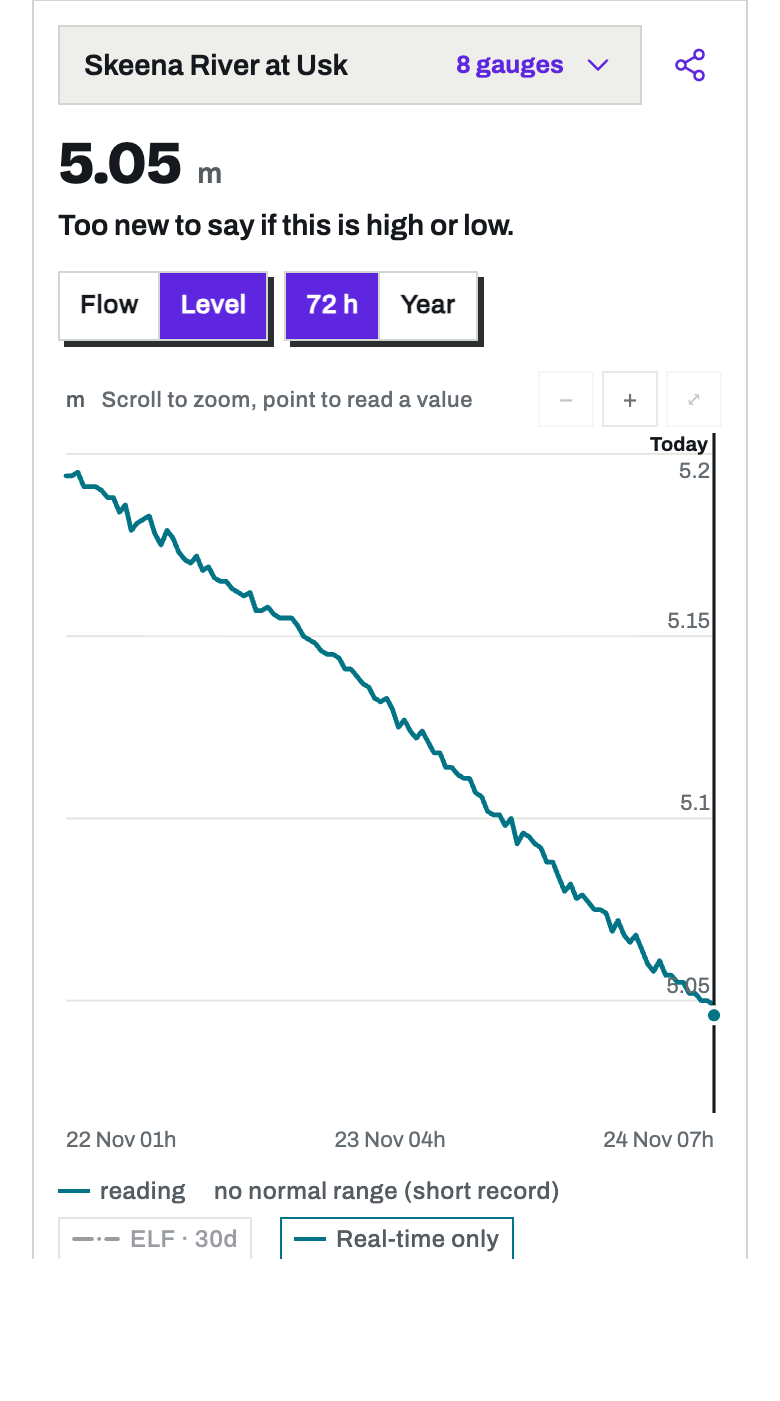 Skeena River at Usk 8 gauges
5.05 m
Too new to say if this is high or low.
Flow Level 72 h Year
m Scroll to zoom, point to read a value − +
Today
5.2
5.15
5.1
5.05
22 Nov 01h 23 Nov 04h 24 Nov 07h
reading no normal range (short record)
ELF · 30d Real-time only